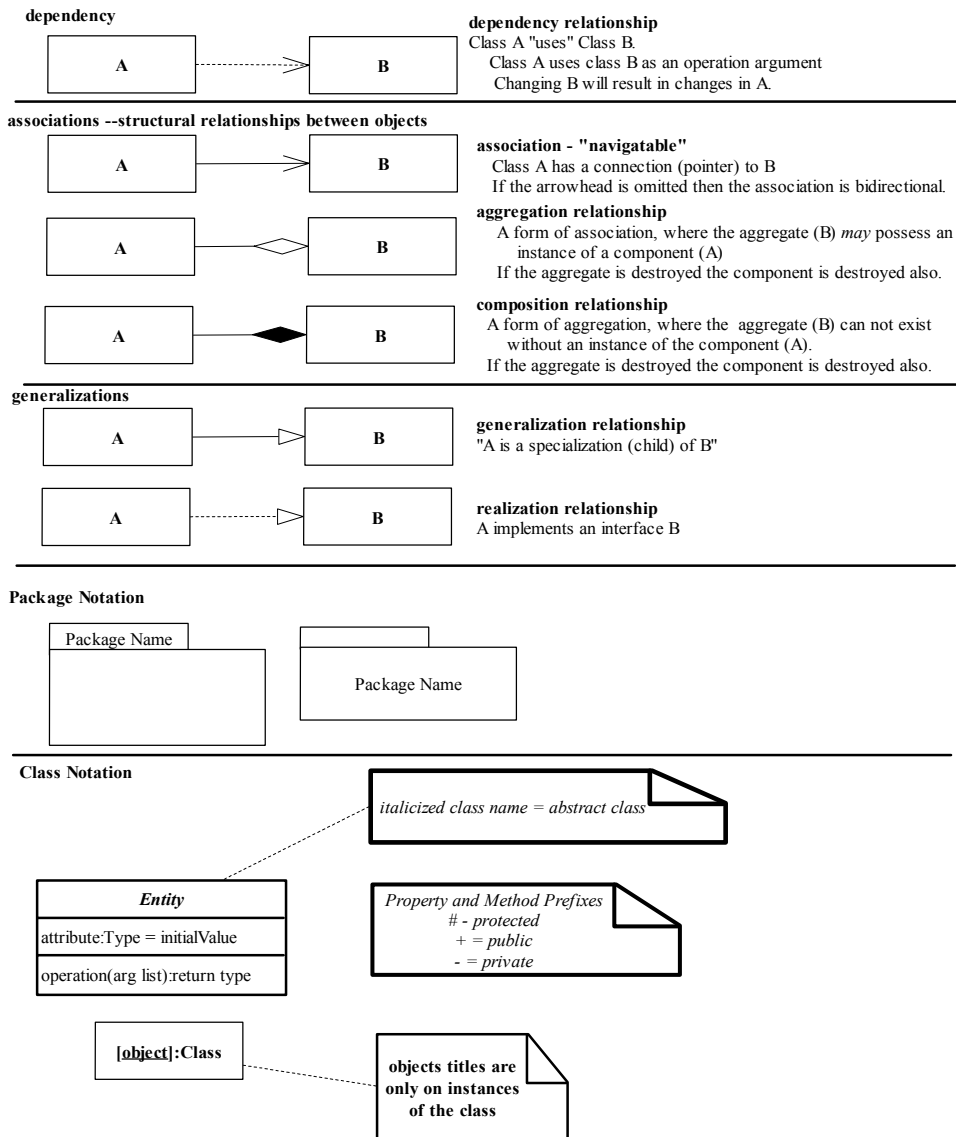 dependency
A
B
dependency relationship
Class A "uses" Class B.
Class A uses class B as an operation argument
Changing B will result in changes in A.
associations --structural relationships between objects
A
B
association - "navigatable"
Class A has a connection (pointer) to B
If the arrowhead is omitted then the association is bidirectional.
A
B
aggregation relationship
A form of association, where the aggregate (B) may possess an
instance of a component (A)
If the aggregate is destroyed the component is destroyed also.
A
B
composition relationship
A form of aggregation, where the aggregate (B) can not exist
without an instance of the component (A).
If the aggregate is destroyed the component is destroyed also.
generalizations
A
B
generalization relationship
"A is a specialization (child) of B"
A
B
realization relationship
A implements an interface B
Package Notation
Package Name
Package Name
Class Notation
italicized class name = abstract class
Entity
attribute:Type = initialValue
operation(arg list):return type
Property and Method Prefixes
# - protected
+ = public
- = private
[object]:Class
objects titles are
only on instances
of the class